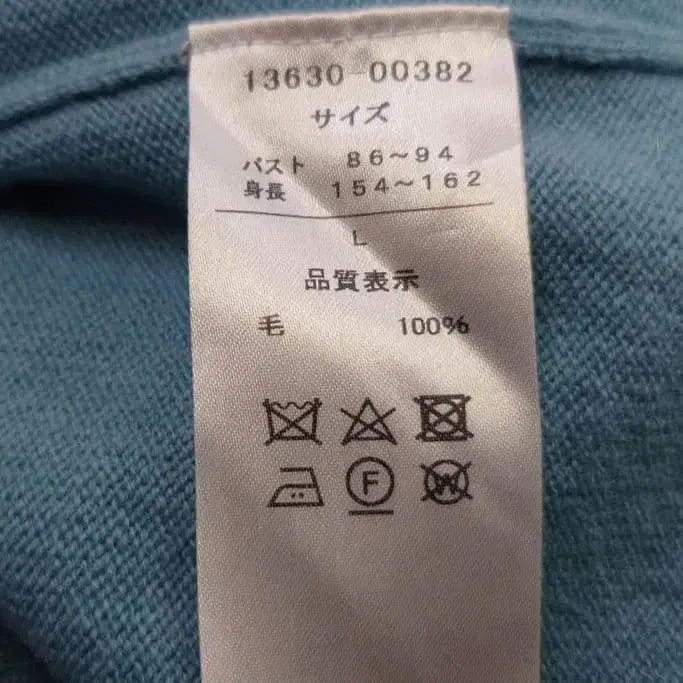 13630-00382
サイズ
バスト 86～94
身長 154～162
L
品質表示
毛 100%
F W